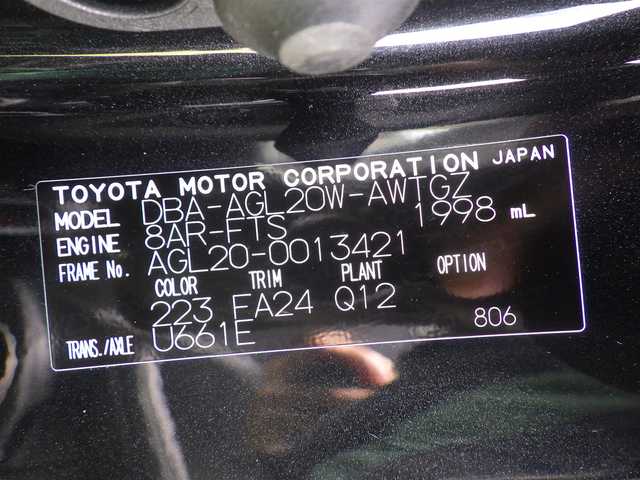 TOYOTA MOTOR CORPORATION JAPAN
MODEL DBA-AGL20W-AWTGZ
ENGINE 8AR-FTS 1998 mL
FRAME No. AGL20-0013421
COLOR TRIM PLANT OPTION
223 EA24 Q12
TRANS./AXLE U661E 806